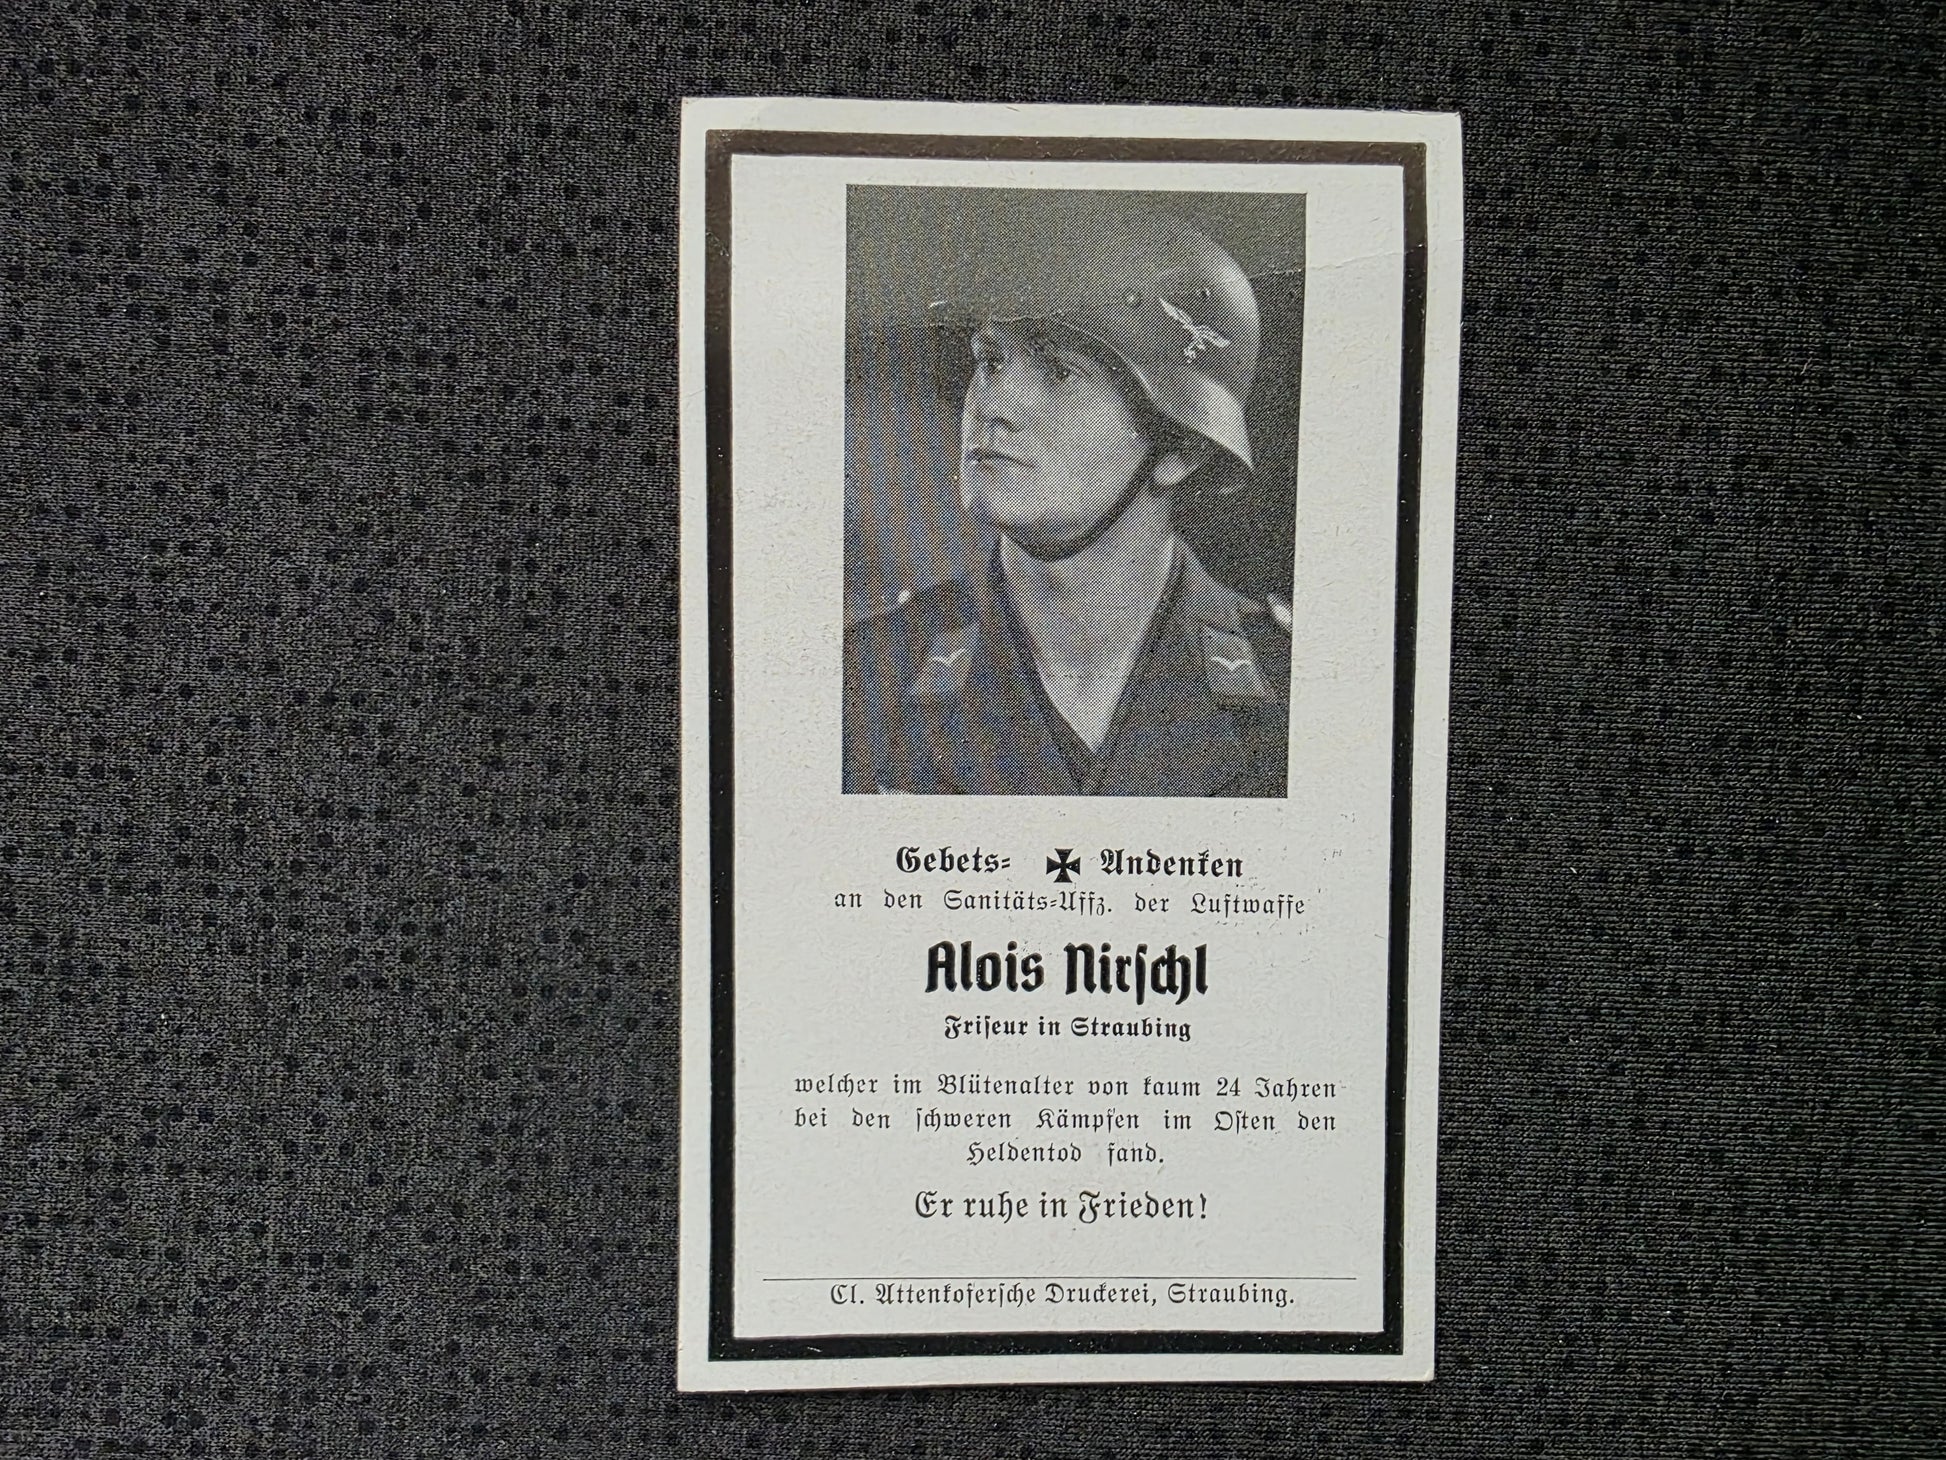 Gebets- Andenken
an den Sanitäts-Uffz. der Luftwaffe
Alois Nirschl
Friseur in Straubing
welcher im Blütenalter von kaum 24 Jahren
bei den schweren Kämpfen im Osten den
Heldentod fand.
Er ruhe in Frieden!
Cl. Attenkofersche Druckerei, Straubing.